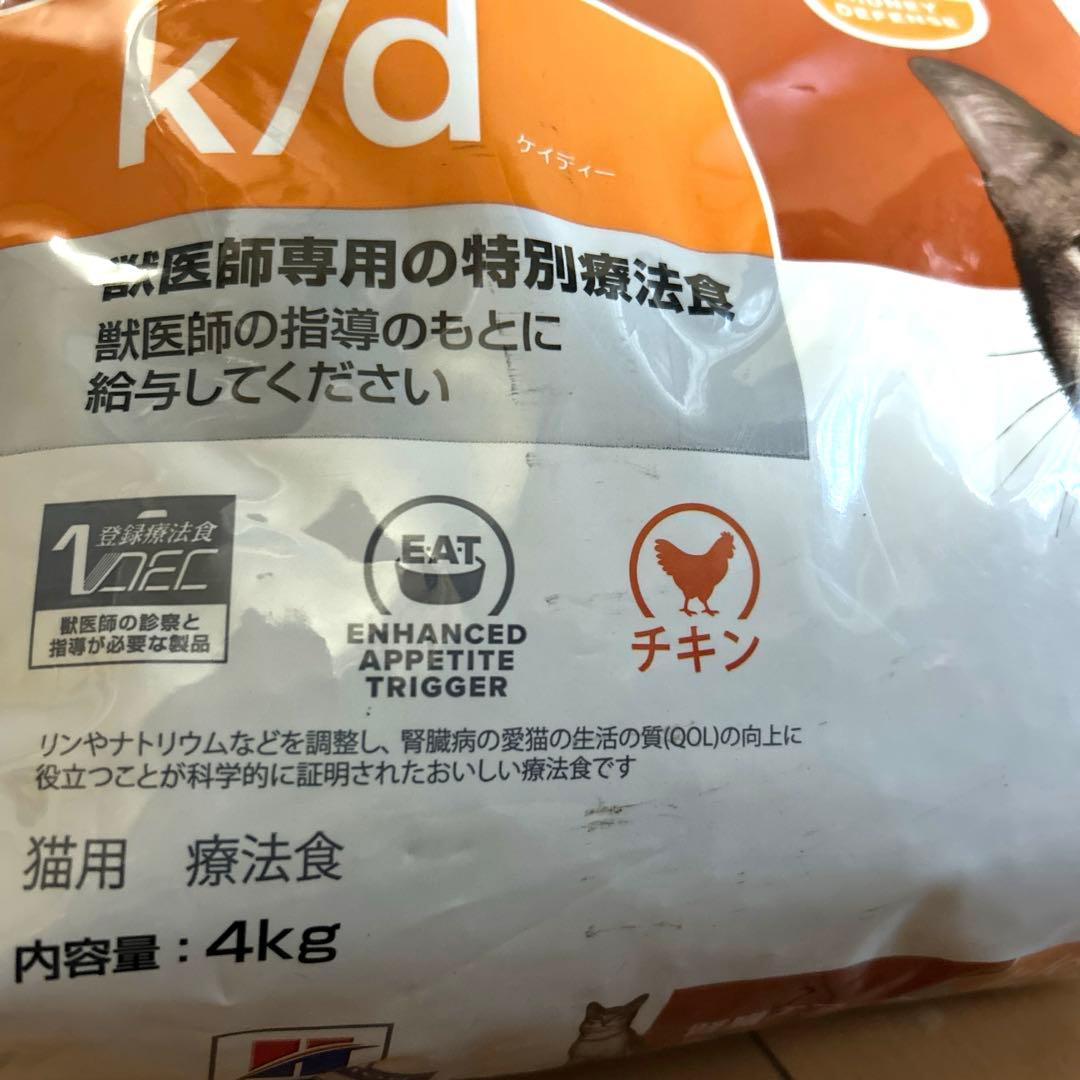 k/d
ケイディー
DEFENSE
獣医師専用の特別療法食
獣医師の指導のもとに
給与してください
登録療法食
獣医師の診察と
指導が必要な製品
E·A·T
ENHANCED
APPETITE
TRIGGER
チキン
リンやナトリウムなどを調整し、腎臓病の愛猫の生活の質(QOL)の向上に
役立つことが科学的に証明されたおいしい療法食です
猫用 療法食
内容量：4kg